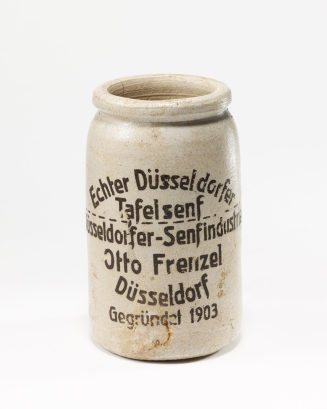 Echter Düsseldorfer
Tafelsenf
Düsseldorfer-Senfindustrie
Otto Frenzel
Düsseldorf
Gegründet 1903